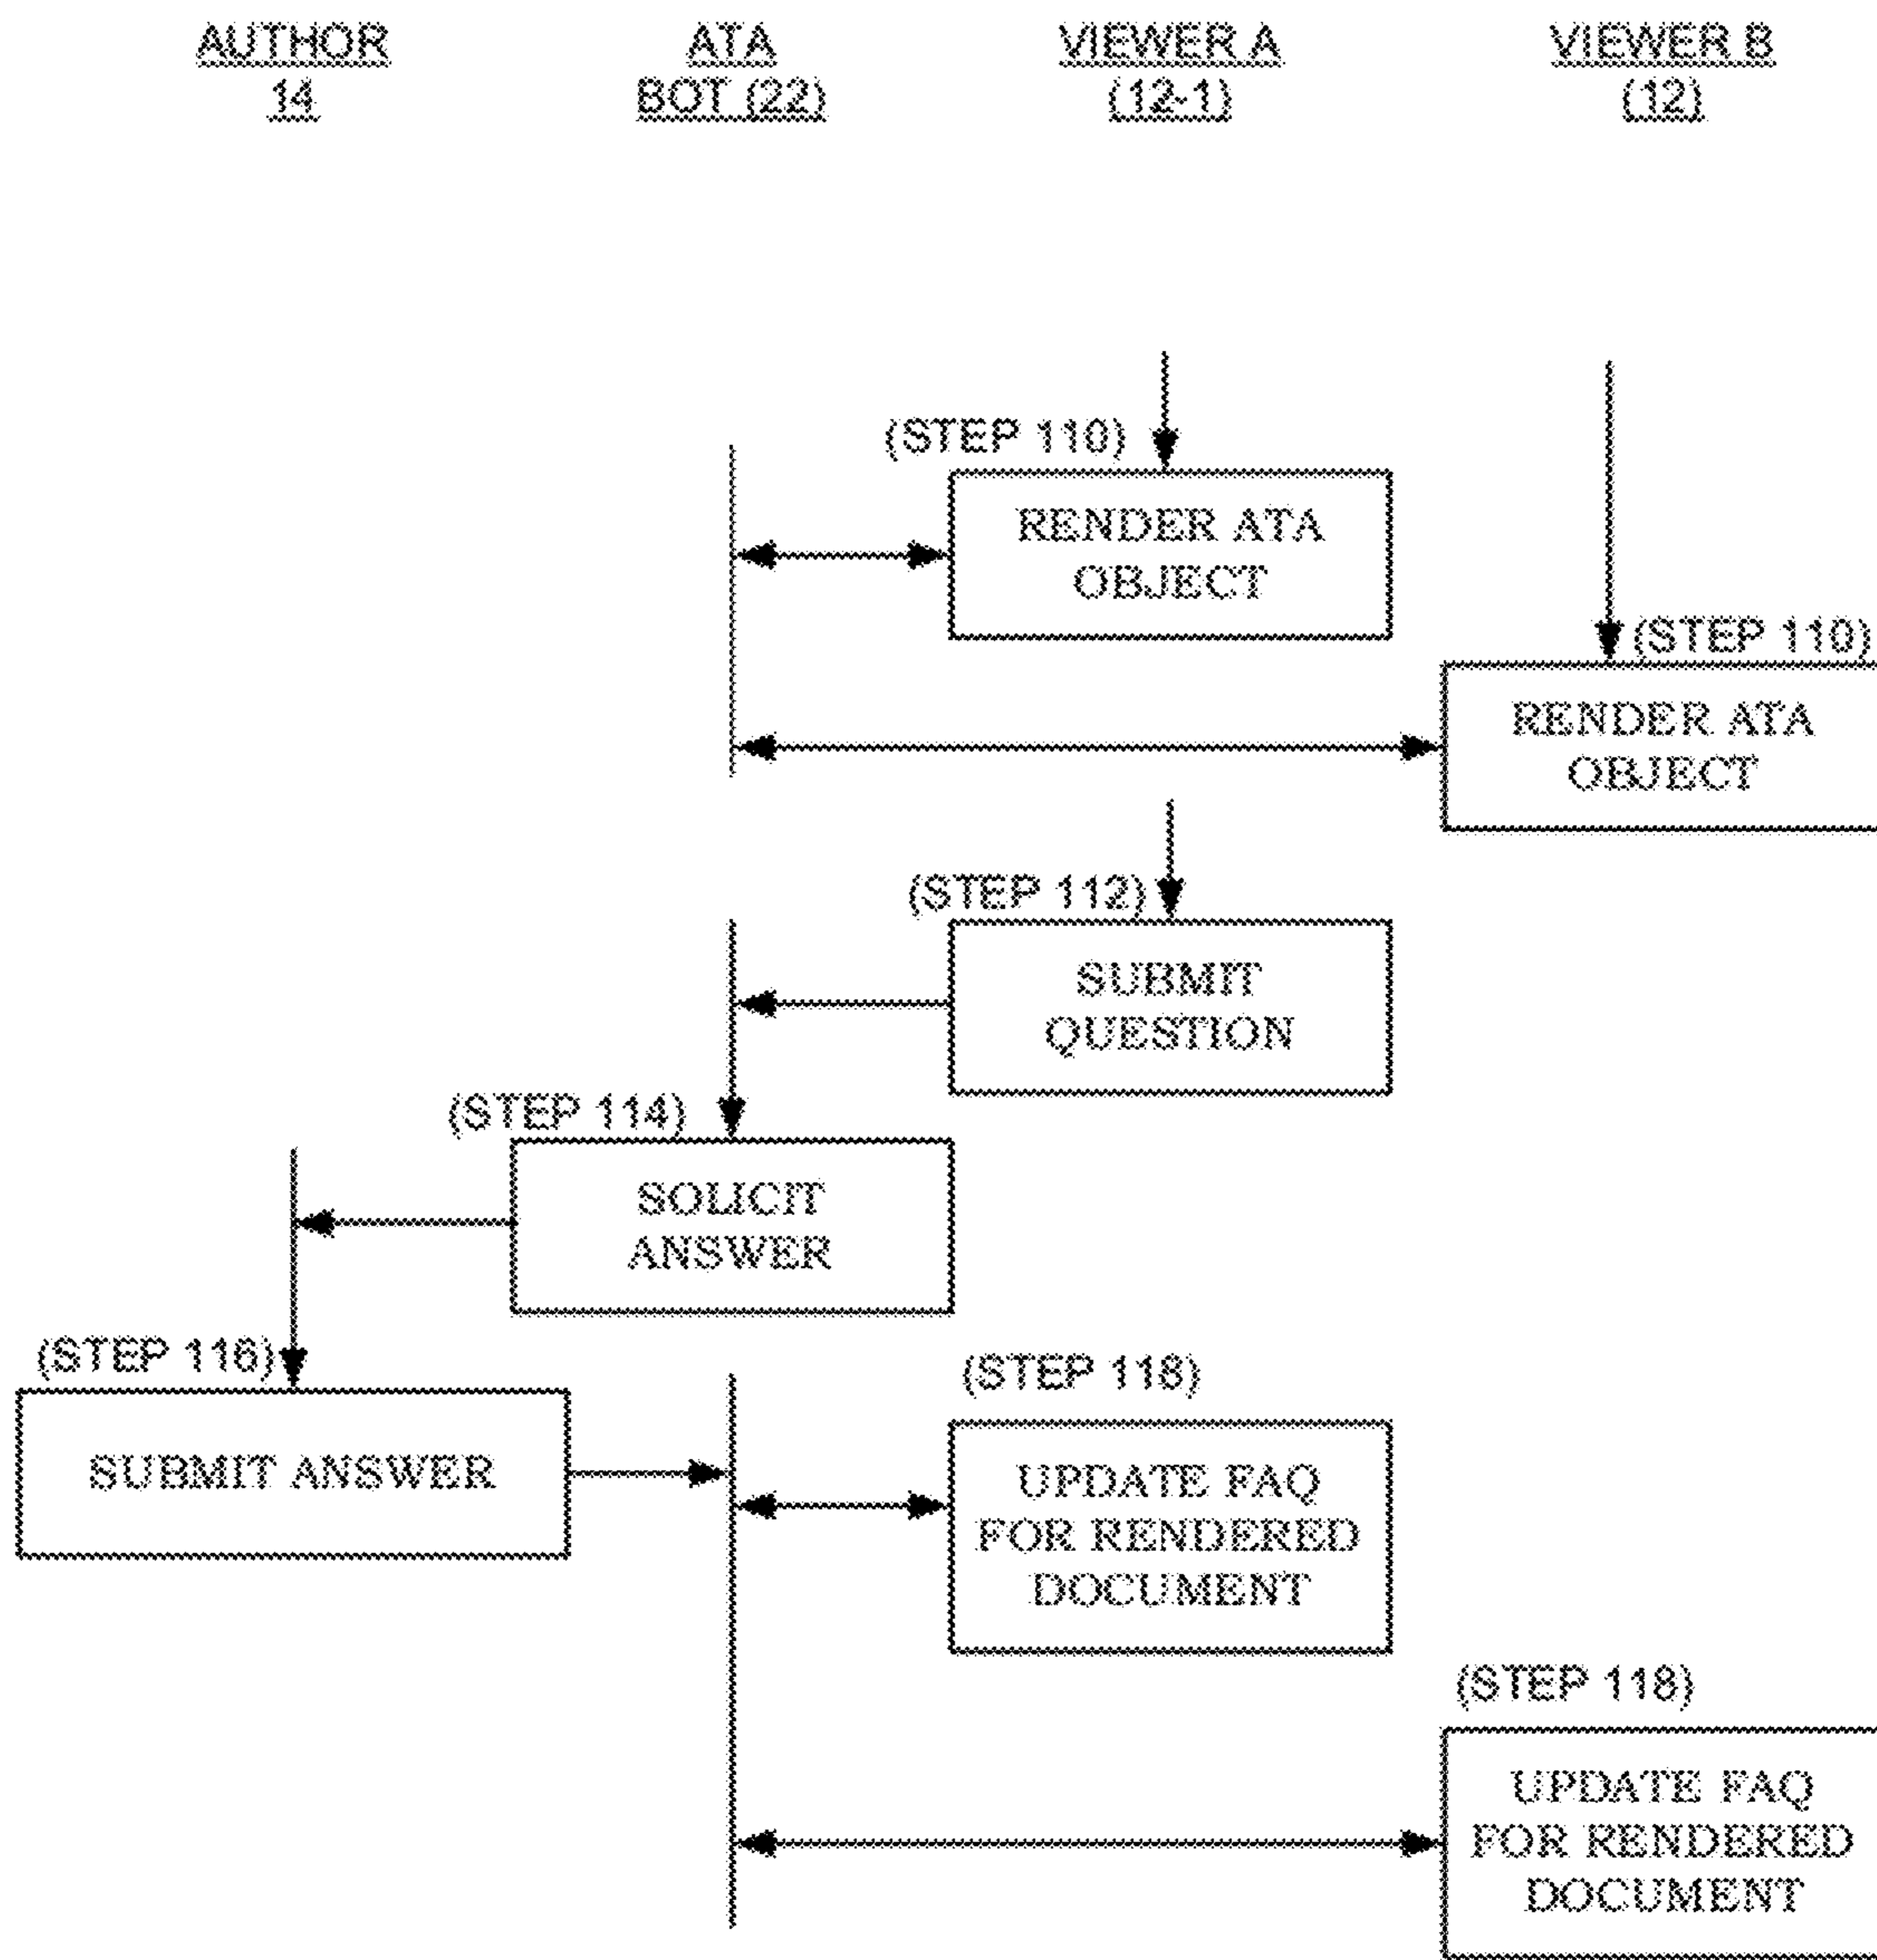 AUTHOR
14
ATA
BOT (22)
VIEWER A
(12-1)
VIEWER B
(12)
(STEP 110)
RENDER ATA
OBJECT
(STEP 110)
RENDER ATA
OBJECT
(STEP 112)
SUBMIT
QUESTION
(STEP 114)
SOLICIT
ANSWER
(STEP 116)
SUBMIT ANSWER
(STEP 118)
UPDATE FAQ
FOR RENDERED
DOCUMENT
(STEP 118)
UPDATE FAQ
FOR RENDERED
DOCUMENT